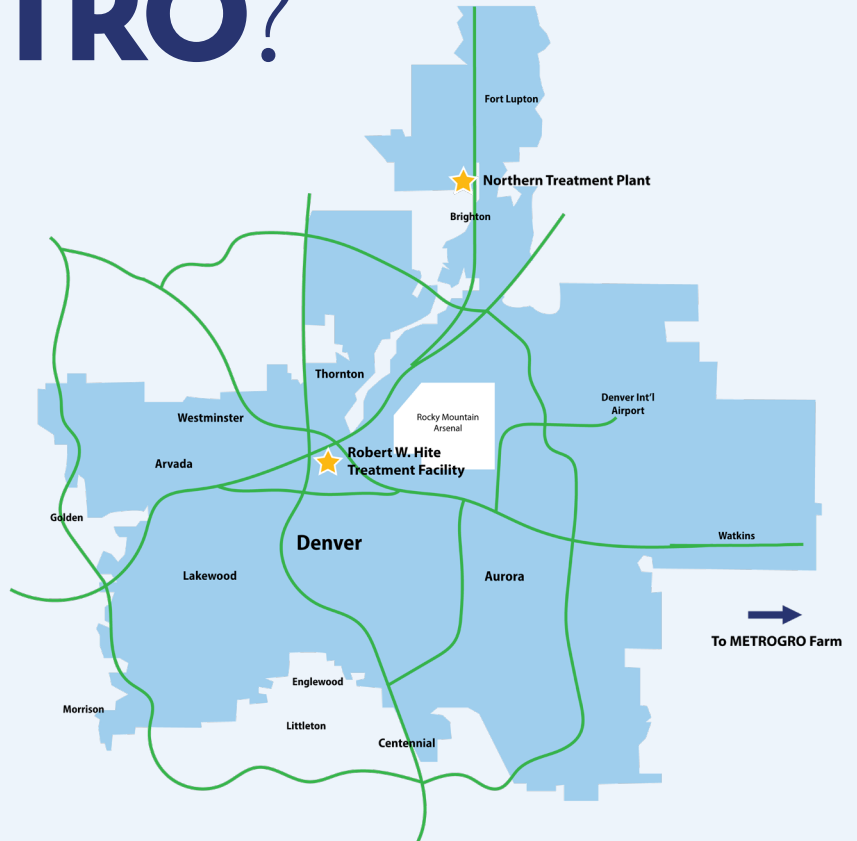 TRO?
Fort Lupton
Northern Treatment Plant
Brighton
Thornton
Rocky Mountain
Arsenal
Denver Int'l
Airport
Westminster
Robert W. Hite
Treatment Facility
Arvada
Golden
Watkins
Denver
Lakewood
Aurora
To METROGRO Farm
Englewood
Morrison
Littleton
Centennial